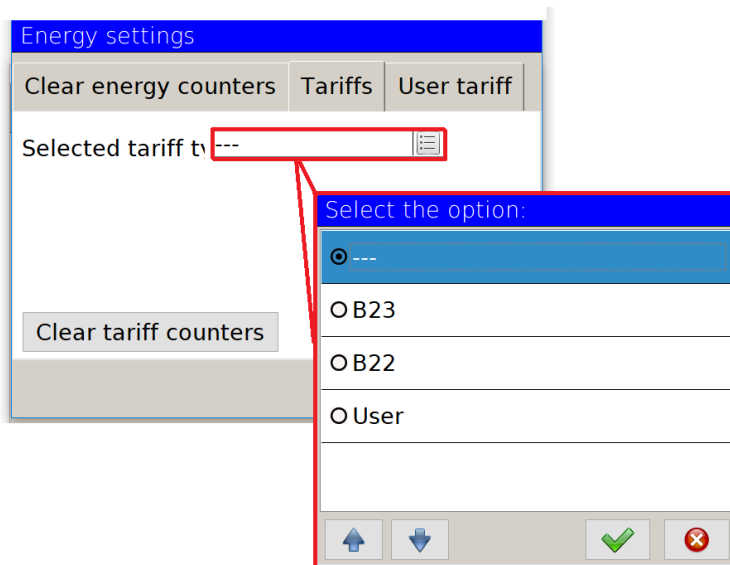 Energy settings
Clear energy counters Tariffs User tariff
Selected tariff ty ---
Select the option:
---
B23
B22
User
Clear tariff counters